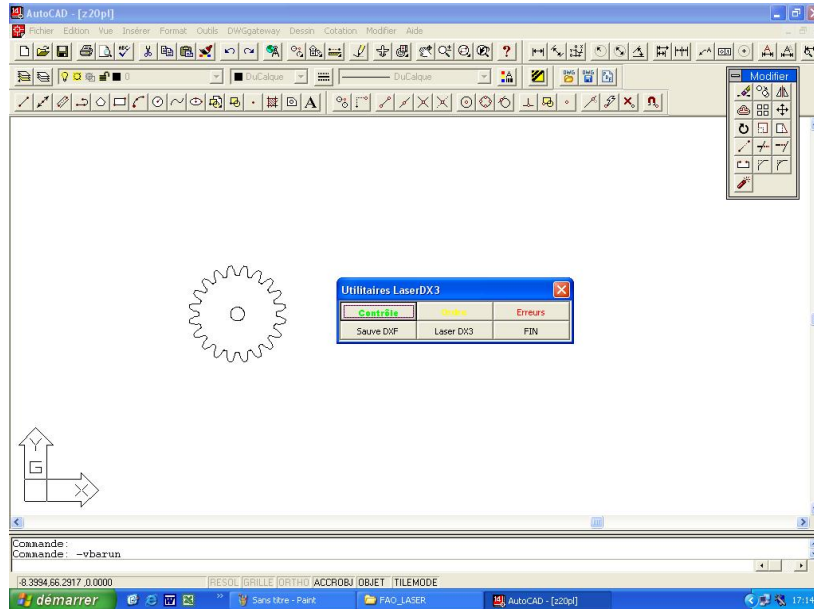 AutoCAD - [z20pl]
Fichier Edition Vue Insérer Format Outils DWGgateway Dessin Cotation Modifier Aide
0 DuCalque DuCalque
Modifier
Utilitaires LaserDX3
Contrôle Erreurs
Sauve DXF Laser DX3 FIN
Y
G
X
Commande:
Commande: -vbarun
-8.3994,66.2917 ,0.0000 RESOL GRILLE ORTHO ACCROBJ OBJET TILEMODE
démarrer Sans titre - Paint FAO_LASER AutoCAD - [z20pl] 17:14